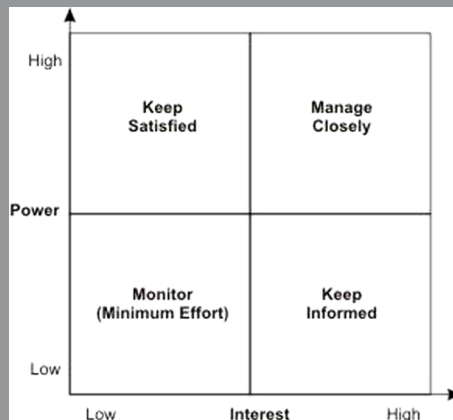 High
Keep
Satisfied
Manage
Closely
Power
Monitor
(Minimum Effort)
Keep
Informed
Low
Low
Interest
High